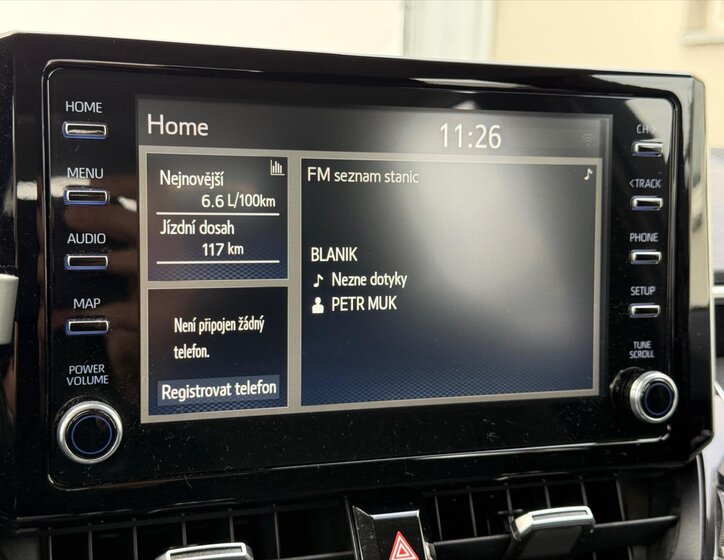 HOME
MENU
AUDIO
MAP
POWER
VOLUME
Home
11:26
Nejnovější
6.6 L/100km
Jízdní dosah
117 km
Není připojen žádný
telefon.
Registrovat telefon
FM seznam stanic
BLANIK
Nezne dotyky
PETR MUK
CH >
<TRACK
PHONE
SETUP
TUNE
SCROLL